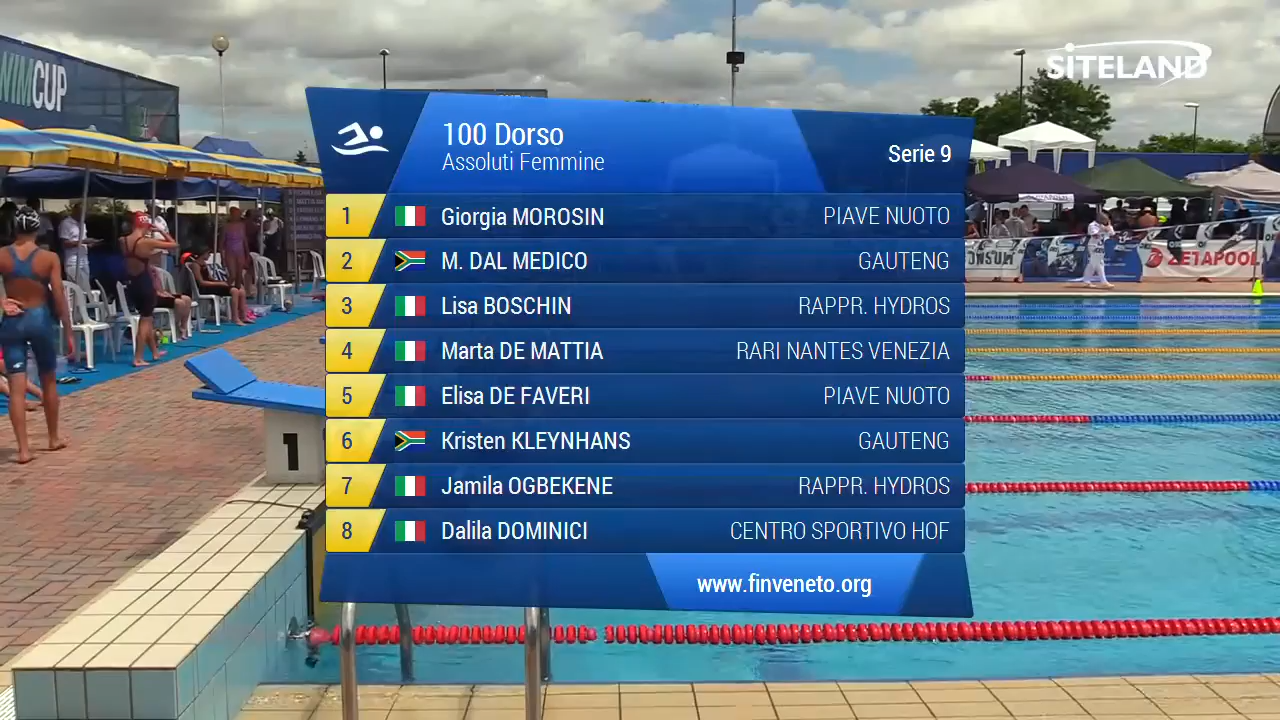 SITELAND
CUP
100 Dorso
Assoluti Femmine
Serie 9
1 Giorgia MOROSIN PIAVE NUOTO
2 M. DAL MEDICO GAUTENG
3 Lisa BOSCHIN RAPPR. HYDROS
4 Marta DE MATTIA RARI NANTES VENEZIA
5 Elisa DE FAVERI PIAVE NUOTO
6 Kristen KLEYNHANS GAUTENG
7 Jamila OGBEKENE RAPPR. HYDROS
8 Dalila DOMINICI CENTRO SPORTIVO HOF
www.finveneto.org
ZETAPOOL
1